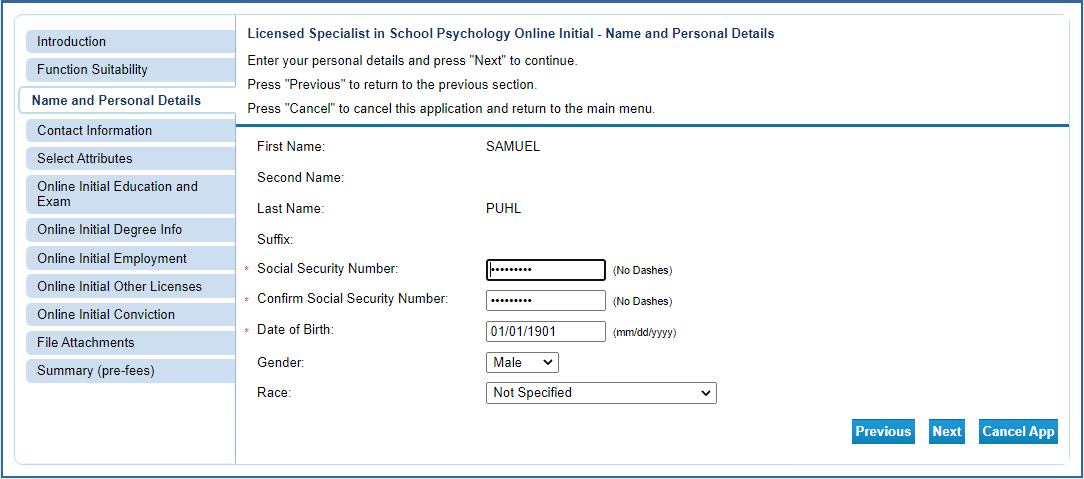 Introduction
Function Suitability
Name and Personal Details
Contact Information
Select Attributes
Online Initial Education and
Exam
Online Initial Degree Info
Online Initial Employment
Online Initial Other Licenses
Online Initial Conviction
File Attachments
Summary (pre-fees)
Licensed Specialist in School Psychology Online Initial - Name and Personal Details
Enter your personal details and press "Next" to continue.
Press "Previous" to return to the previous section.
Press "Cancel" to cancel this application and return to the main menu.
First Name: SAMUEL
Second Name:
Last Name: PUHL
Suffix:
* Social Security Number: ••••••••• (No Dashes)
* Confirm Social Security Number: ••••••••• (No Dashes)
* Date of Birth: 01/01/1901 (mm/dd/yyyy)
Gender: Male
Race: Not Specified
Previous Next Cancel App